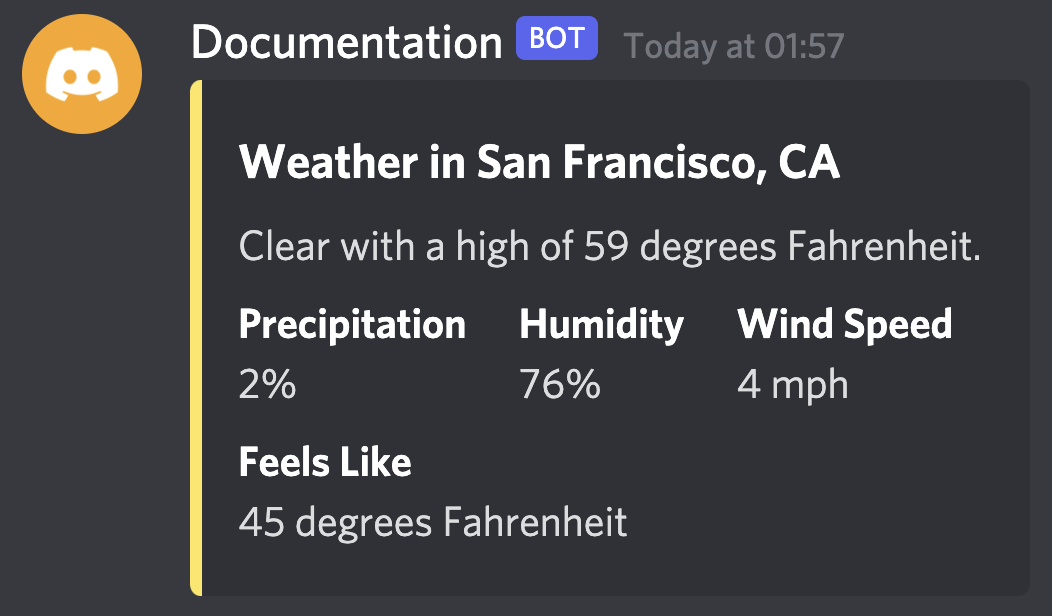 Documentation BOT Today at 01:57
Weather in San Francisco, CA
Clear with a high of 59 degrees Fahrenheit.
Precipitation Humidity Wind Speed
2% 76% 4 mph
Feels Like
45 degrees Fahrenheit